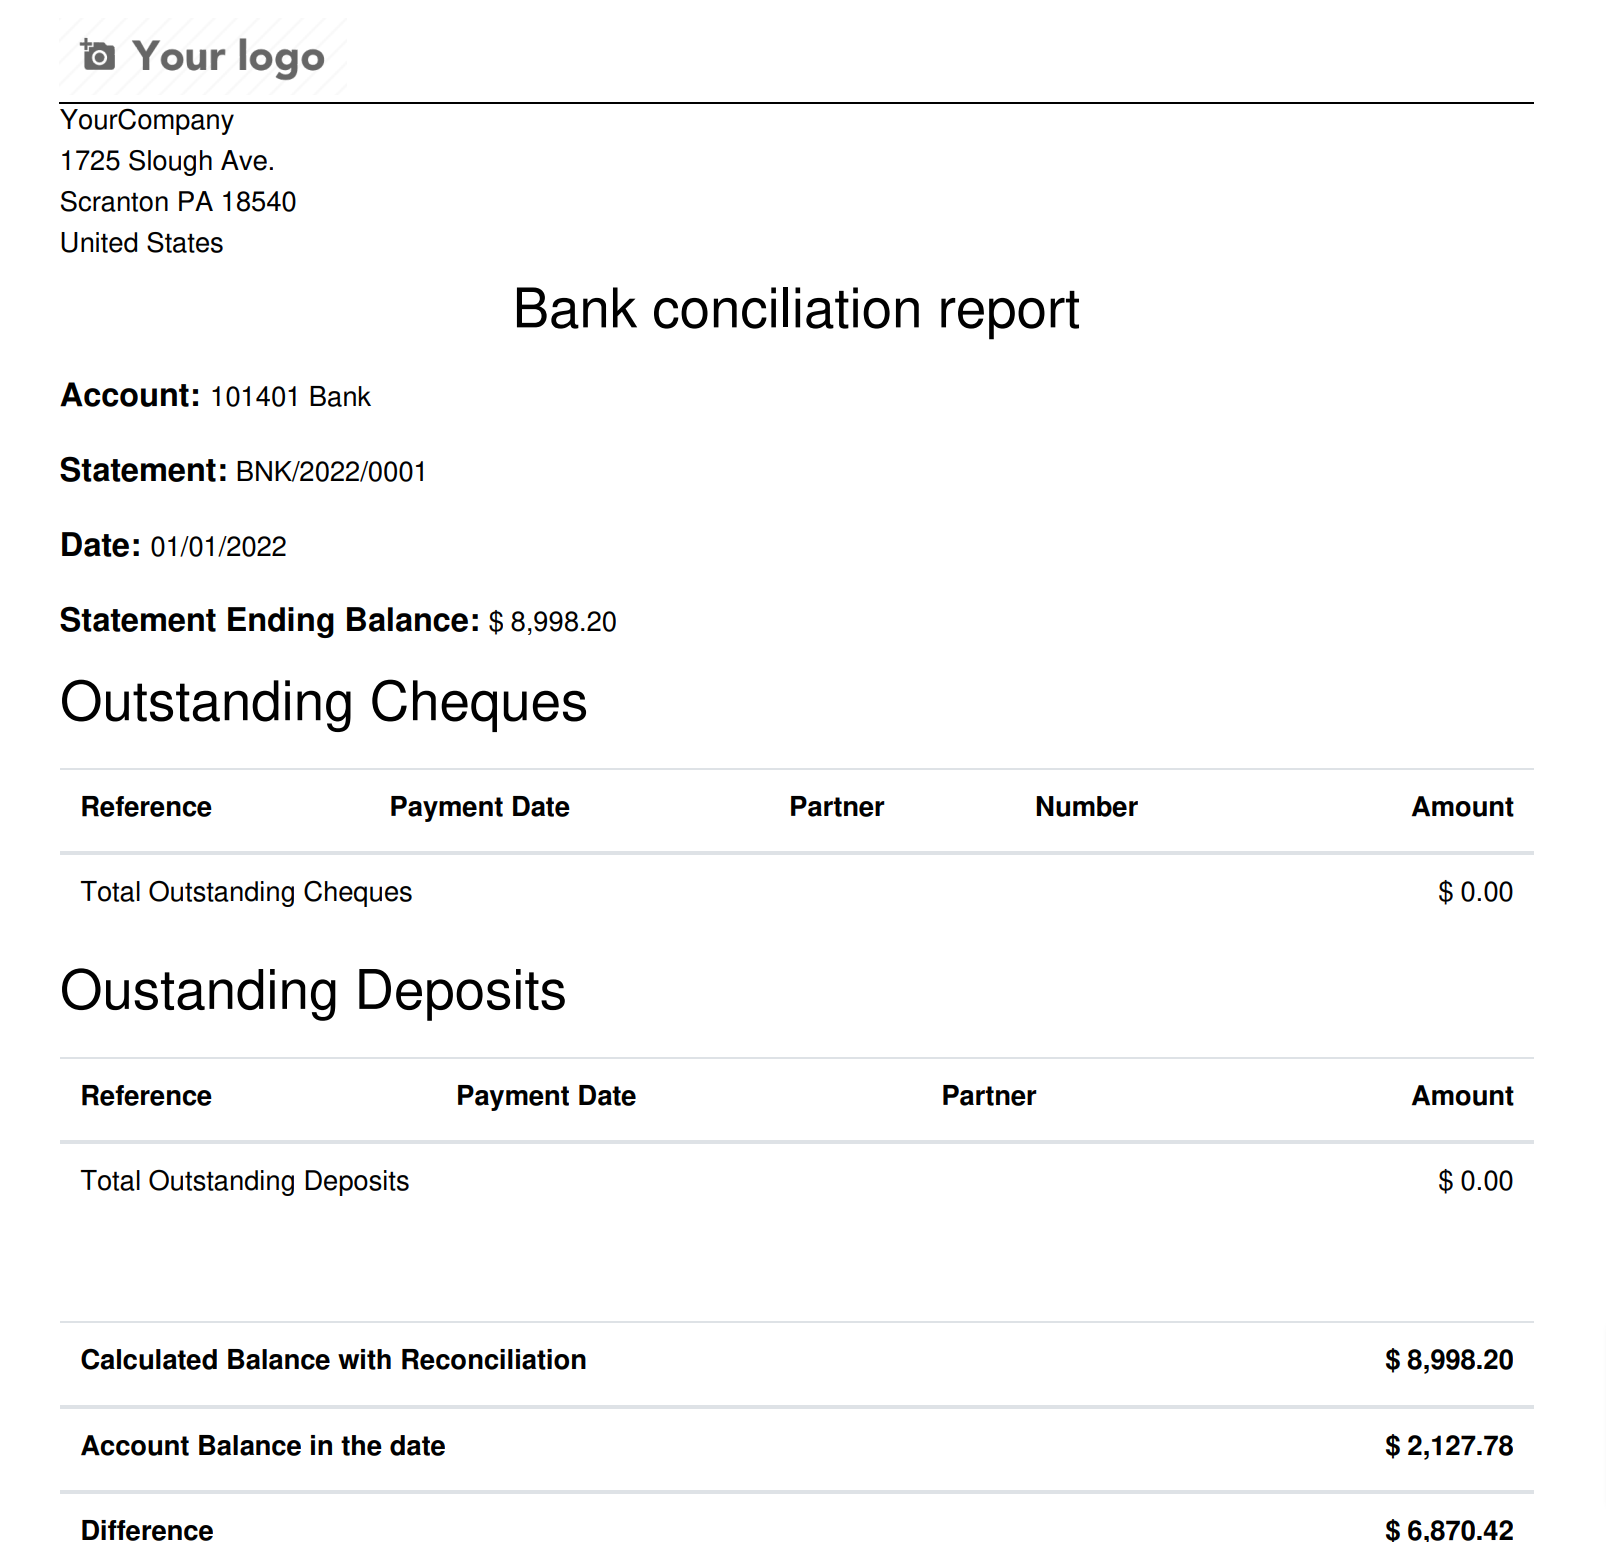 Your logo
YourCompany
1725 Slough Ave.
Scranton PA 18540
United States
Bank conciliation report
Account: 101401 Bank
Statement: BNK/2022/0001
Date: 01/01/2022
Statement Ending Balance: $ 8,998.20
Outstanding Cheques
Reference Payment Date Partner Number Amount
Total Outstanding Cheques $ 0.00
Oustanding Deposits
Reference Payment Date Partner Amount
Total Outstanding Deposits $ 0.00
Calculated Balance with Reconciliation $ 8,998.20
Account Balance in the date $ 2,127.78
Difference $ 6,870.42